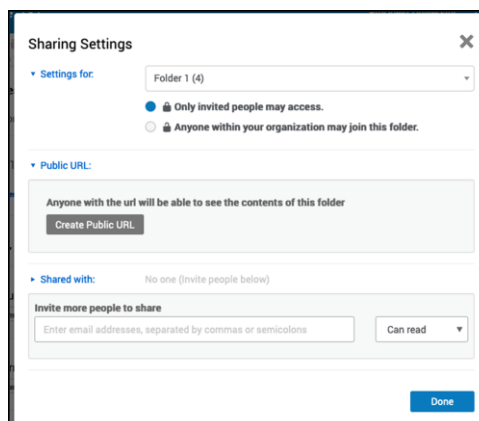 Sharing Settings
Settings for:
Folder 1 (4)
Only invited people may access.
Anyone within your organization may join this folder.
Public URL:
Anyone with the url will be able to see the contents of this folder
Create Public URL
Shared with:
No one (Invite people below)
Invite more people to share
Enter email addresses, separated by commas or semicolons
Can read
Done